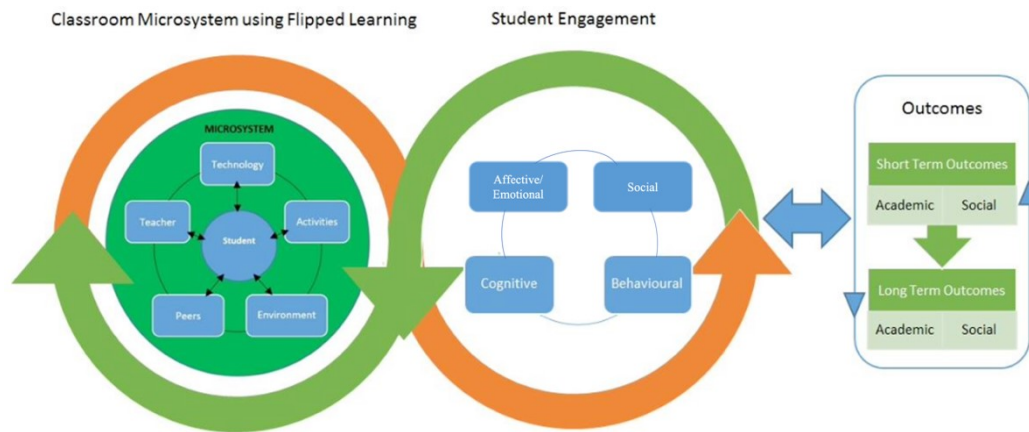 Classroom Microsystem using Flipped Learning
Student Engagement
MICROSYSTEM
Technology
Teacher
Activities
Student
Peers
Environment
Affective/
Emotional
Social
Cognitive
Behavioural
Outcomes
Short Term Outcomes
Academic Social
Long Term Outcomes
Academic Social